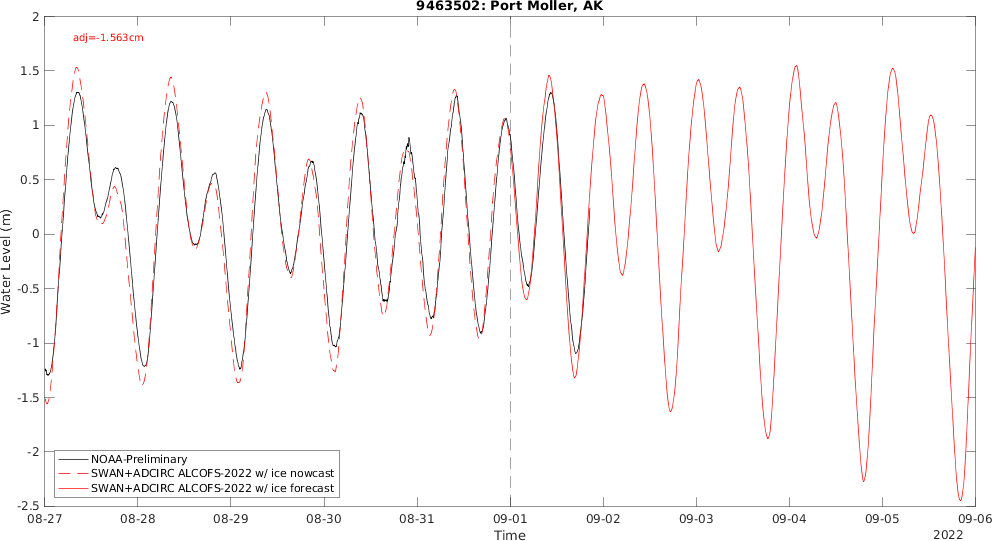 9463502: Port Moller, AK
adj=-1.563cm
2
1.5
1
0.5
0
-0.5
-1
-1.5
-2
-2.5
Water Level (m)
NOAA-Preliminary
SWAN+ADCIRC ALCOFS-2022 w/ ice nowcast
SWAN+ADCIRC ALCOFS-2022 w/ ice forecast
08-27 08-28 08-29 08-30 08-31 09-01 09-02 09-03 09-04 09-05 09-06
Time
2022